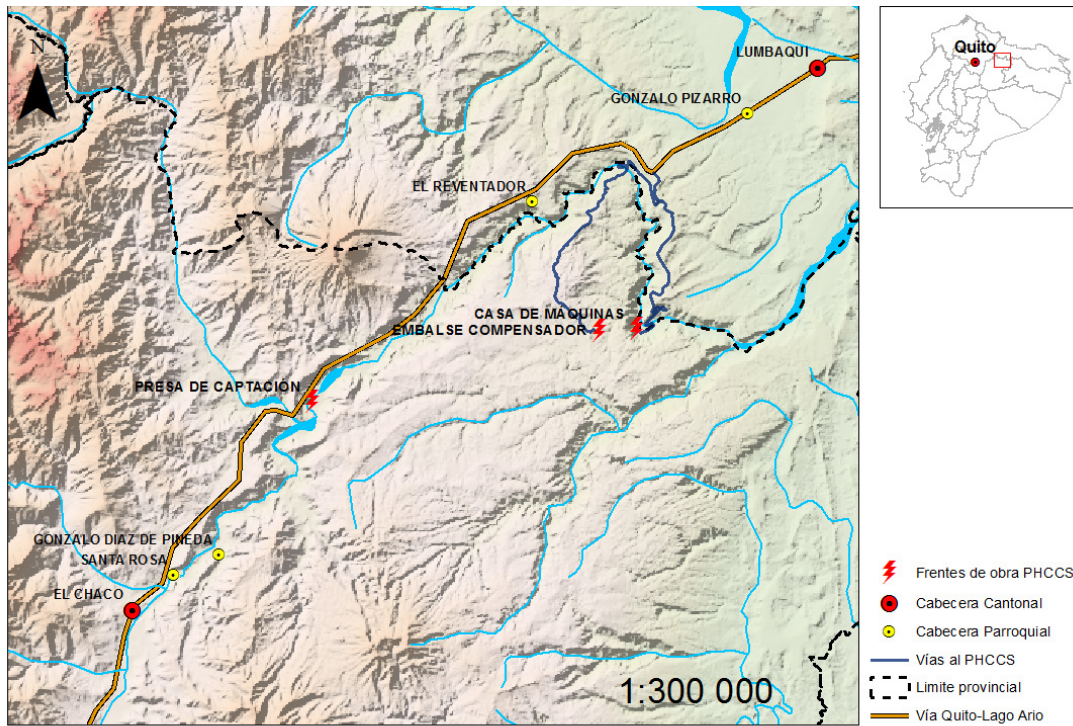 N
LUMBAQUI
GONZALO PIZARRO
EL REVENTADOR
CASA DE MAQUINAS
EMBALSE COMPENSADOR
PRESA DE CAPTACIÓN
GONZALO DIAZ DE PINEDA
SANTA ROSA
EL CHACO
1:300 000
Quito
Frentes de obra PHCCS
Cabecera Cantonal
Cabecera Parroquial
Vías al PHCCS
Limite provincial
Vía Quito-Lago Ario